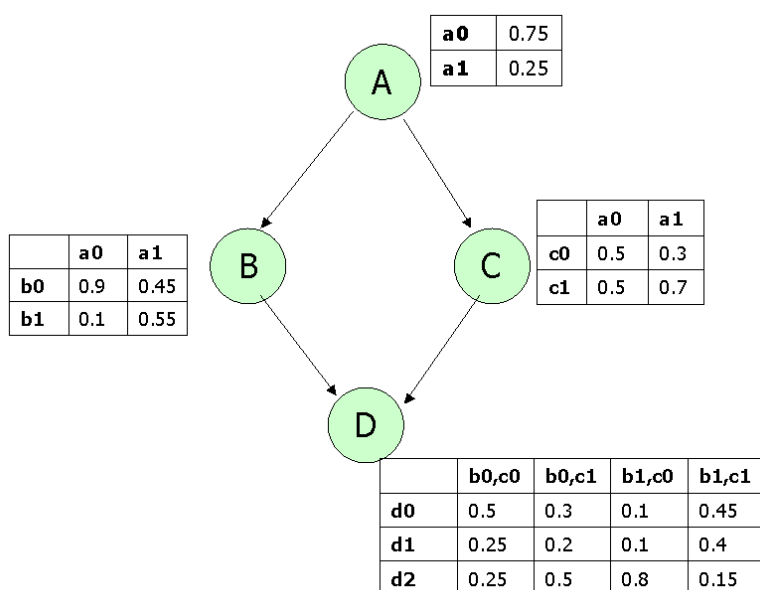 a0 0.75
a1 0.25
A
a0 a1
c0 0.5 0.3
c1 0.5 0.7
a0 a1
b0 0.9 0.45
b1 0.1 0.55
B
C
D
b0,c0 b0,c1 b1,c0 b1,c1
d0 0.5 0.3 0.1 0.45
d1 0.25 0.2 0.1 0.4
d2 0.25 0.5 0.8 0.15